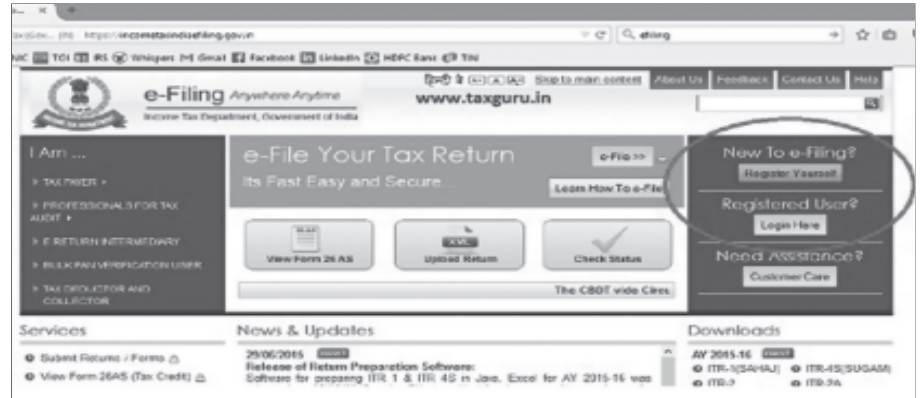 https://incometaxindiaefiling.gov.in
efiling
TOI IRS Whispers Gmail Facebook LinkedIn HDFC Bank TIN
हिन्दी में Skip to main content About Us Feedback Contact Us Help
e-Filing Anywhere Anytime
www.taxguru.in
Income Tax Department, Government of India
I Am ...
TAX PAYER
PROFESSIONALS FOR TAX
AUDIT
E RETURN INTERMEDIARY
BULK PAN VERIFICATION USER
TAX DEDUCTOR AND
COLLECTOR
e-File Your Tax Return
e-File >>
Its Fast Easy and Secure...
Learn How To e-File
View Form 26 AS
XML
Upload Return
Check Status
The CBDT vide Circu
New To e-Filing?
Register Yourself
Registered User?
Login Here
Need Assistance?
Customer Care
Services
Submit Returns / Forms
View Form 26AS (Tax Credit)
News & Updates
29/06/2015
Release of Return Preparation Software:
Software for preparing ITR 1 & ITR 4S in Java, Excel for AY 2015-16 was
Downloads
AY 2015-16
ITR-1(SAHAJ) ITR-4S(SUGAM)
ITR-2 ITR-2A